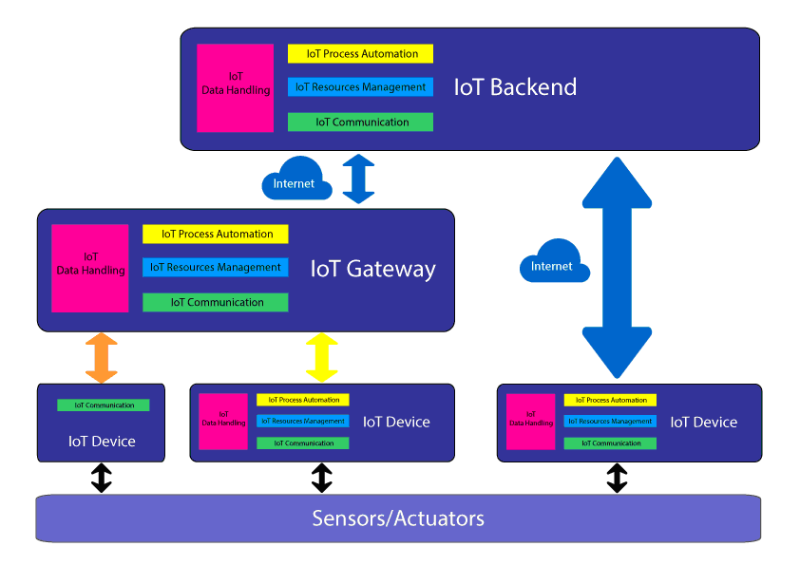 IoT
Data Handling
IoT Process Automation
IoT Resources Management
IoT Communication
IoT Backend
Internet
IoT
Data Handling
IoT Process Automation
IoT Resources Management
IoT Communication
IoT Gateway
Internet
IoT Communication
IoT Device
IoT
Data Handling
IoT Process Automation
IoT Resources Management
IoT Communication
IoT Device
IoT
Data Handling
IoT Process Automation
IoT Resources Management
IoT Communication
IoT Device
Sensors/Actuators